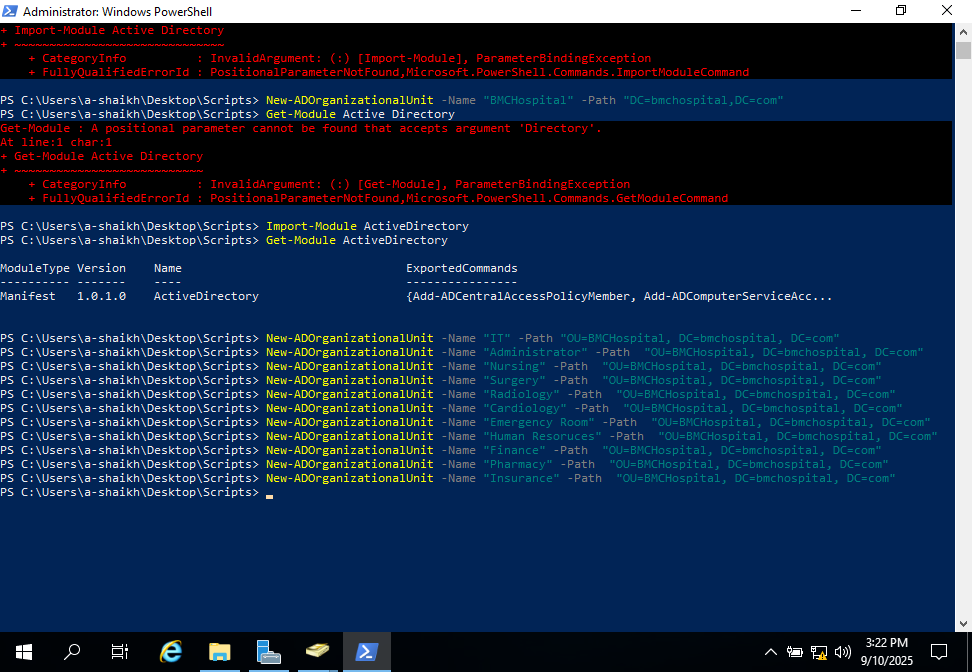 Administrator: Windows PowerShell
+ Import-Module Active Directory
+ ~~~~~~~~~~~~~~~~~~~~~~~~~~~~~~
    + CategoryInfo          : InvalidArgument: (:) [Import-Module], ParameterBindingException
    + FullyQualifiedErrorId : PositionalParameterNotFound,Microsoft.PowerShell.Commands.ImportModuleCommand
PS C:\Users\a-shaikh\Desktop\Scripts> New-ADOrganizationalUnit -Name "BMCHospital" -Path "DC=bmchospital,DC=com"
PS C:\Users\a-shaikh\Desktop\Scripts> Get-Module Active Directory
Get-Module : A positional parameter cannot be found that accepts argument 'Directory'.
At line:1 char:1
+ Get-Module Active Directory
+ ~~~~~~~~~~~~~~~~~~~~~~~~~~~
    + CategoryInfo          : InvalidArgument: (:) [Get-Module], ParameterBindingException
    + FullyQualifiedErrorId : PositionalParameterNotFound,Microsoft.PowerShell.Commands.GetModuleCommand
PS C:\Users\a-shaikh\Desktop\Scripts> Import-Module ActiveDirectory
PS C:\Users\a-shaikh\Desktop\Scripts> Get-Module ActiveDirectory
ModuleType Version    Name                                ExportedCommands
---------- -------    ----                                ----------------
Manifest   1.0.1.0    ActiveDirectory                     {Add-ADCentralAccessPolicyMember, Add-ADComputerServiceAcc...
PS C:\Users\a-shaikh\Desktop\Scripts> New-ADOrganizationalUnit -Name "IT" -Path "OU=BMCHospital, DC=bmchospital, DC=com"
PS C:\Users\a-shaikh\Desktop\Scripts> New-ADOrganizationalUnit -Name "Administrator" -Path  "OU=BMCHospital, DC=bmchospital, DC=com"
PS C:\Users\a-shaikh\Desktop\Scripts> New-ADOrganizationalUnit -Name "Nursing" -Path  "OU=BMCHospital, DC=bmchospital, DC=com"
PS C:\Users\a-shaikh\Desktop\Scripts> New-ADOrganizationalUnit -Name "Surgery" -Path  "OU=BMCHospital, DC=bmchospital, DC=com"
PS C:\Users\a-shaikh\Desktop\Scripts> New-ADOrganizationalUnit -Name "Radiology" -Path  "OU=BMCHospital, DC=bmchospital, DC=com"
PS C:\Users\a-shaikh\Desktop\Scripts> New-ADOrganizationalUnit -Name "Cardiology" -Path  "OU=BMCHospital, DC=bmchospital, DC=com"
PS C:\Users\a-shaikh\Desktop\Scripts> New-ADOrganizationalUnit -Name "Emergency Room" -Path  "OU=BMCHospital, DC=bmchospital, DC=com"
PS C:\Users\a-shaikh\Desktop\Scripts> New-ADOrganizationalUnit -Name "Human Resoruces" -Path  "OU=BMCHospital, DC=bmchospital, DC=com"
PS C:\Users\a-shaikh\Desktop\Scripts> New-ADOrganizationalUnit -Name "Finance" -Path  "OU=BMCHospital, DC=bmchospital, DC=com"
PS C:\Users\a-shaikh\Desktop\Scripts> New-ADOrganizationalUnit -Name "Pharmacy" -Path  "OU=BMCHospital, DC=bmchospital, DC=com"
PS C:\Users\a-shaikh\Desktop\Scripts> New-ADOrganizationalUnit -Name "Insurance" -Path  "OU=BMCHospital, DC=bmchospital, DC=com"
PS C:\Users\a-shaikh\Desktop\Scripts> _
3:22 PM
9/10/2025